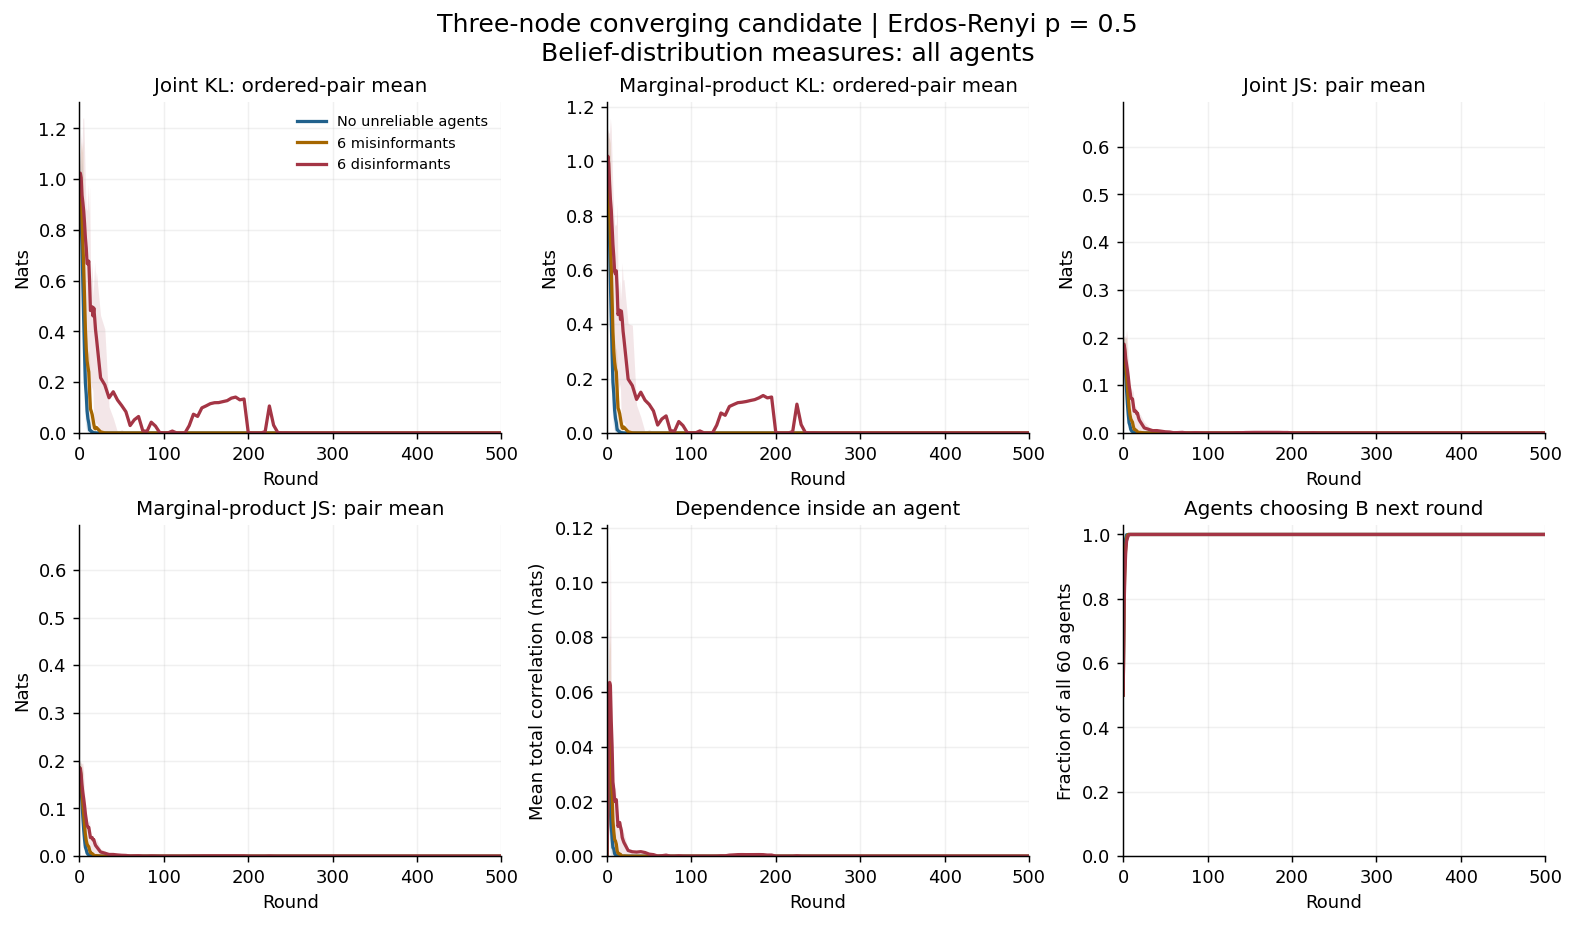 Three-node converging candidate | Erdos-Renyi p = 0.5
Belief-distribution measures: all agents
Joint KL: ordered-pair mean
Nats
1.2
1.0
0.8
0.6
0.4
0.2
0.0
No unreliable agents
6 misinformants
6 disinformants
0 100 200 300 400 500
Round
Marginal-product KL: ordered-pair mean
Nats
1.2
1.0
0.8
0.6
0.4
0.2
0.0
0 100 200 300 400 500
Round
Joint JS: pair mean
Nats
0.6
0.5
0.4
0.3
0.2
0.1
0.0
0 100 200 300 400 500
Round
Marginal-product JS: pair mean
Nats
0.6
0.5
0.4
0.3
0.2
0.1
0.0
0 100 200 300 400 500
Round
Dependence inside an agent
Mean total correlation (nats)
0.12
0.10
0.08
0.06
0.04
0.02
0.00
0 100 200 300 400 500
Round
Agents choosing B next round
Fraction of all 60 agents
1.0
0.8
0.6
0.4
0.2
0.0
0 100 200 300 400 500
Round